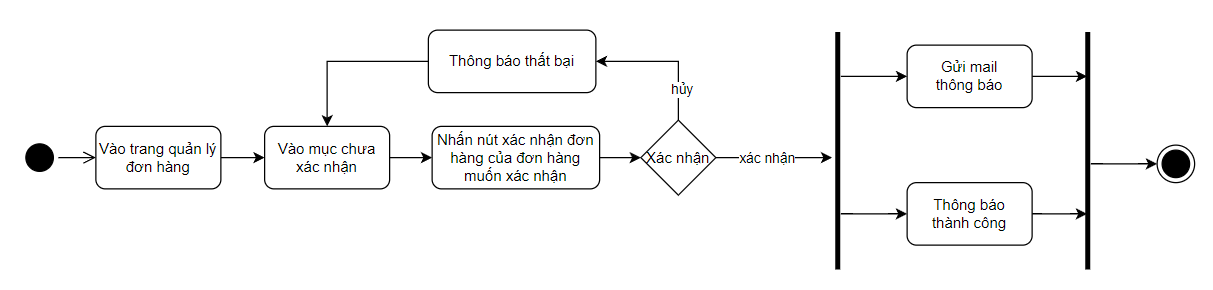 Thông báo thất bại
Gửi mail
thông báo
hủy
Vào trang quản lý
đơn hàng
Vào mục chưa
xác nhận
Nhấn nút xác nhận đơn
hàng của đơn hàng
muốn xác nhận
Xác nhận
xác nhận
Thông báo
thành công